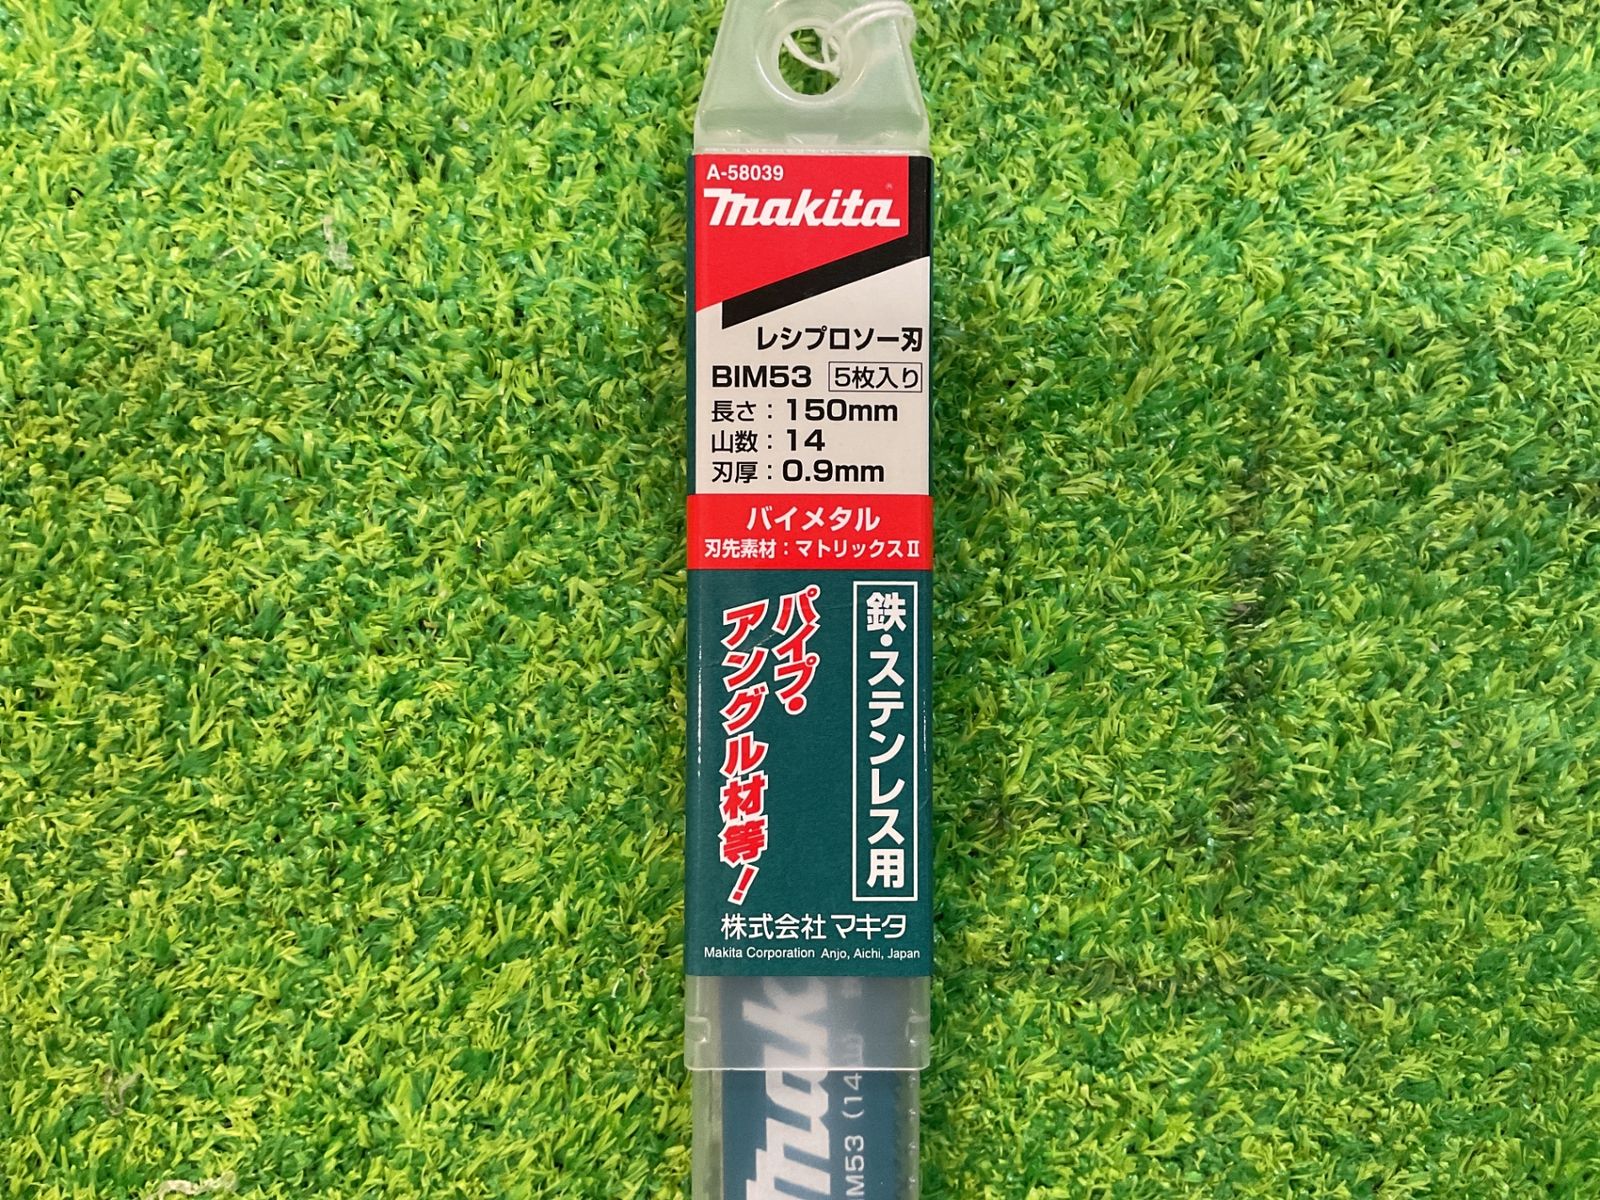 A-58039
makita®
レシプロソー刃
BIM53 5枚入り
長さ：150mm
山数：14
刃厚：0.9mm
バイメタル
刃先素材：マトリックスⅡ
鉄・ステンレス用
パイプ・
アングル材等！
株式会社 マキタ
Makita Corporation Anjo, Aichi, Japan
mak
M53 (14